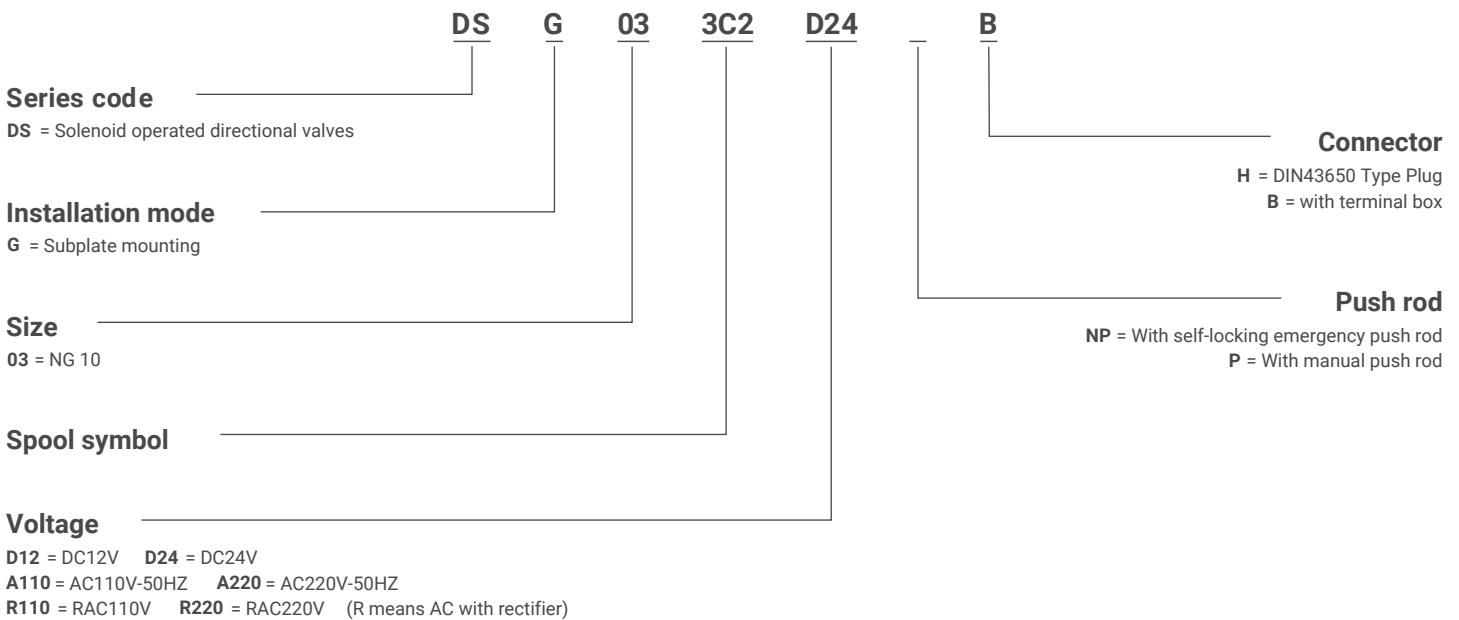 DS G 03 3C2 D24 _ B
Series code
DS = Solenoid operated directional valves
Installation mode
G = Subplate mounting
Size
03 = NG 10
Spool symbol
Voltage
D12 = DC12V D24 = DC24V
A110 = AC110V-50HZ A220 = AC220V-50HZ
R110 = RAC110V R220 = RAC220V (R means AC with rectifier)
Connector
H = DIN43650 Type Plug
B = with terminal box
Push rod
NP = With self-locking emergency push rod
P = With manual push rod